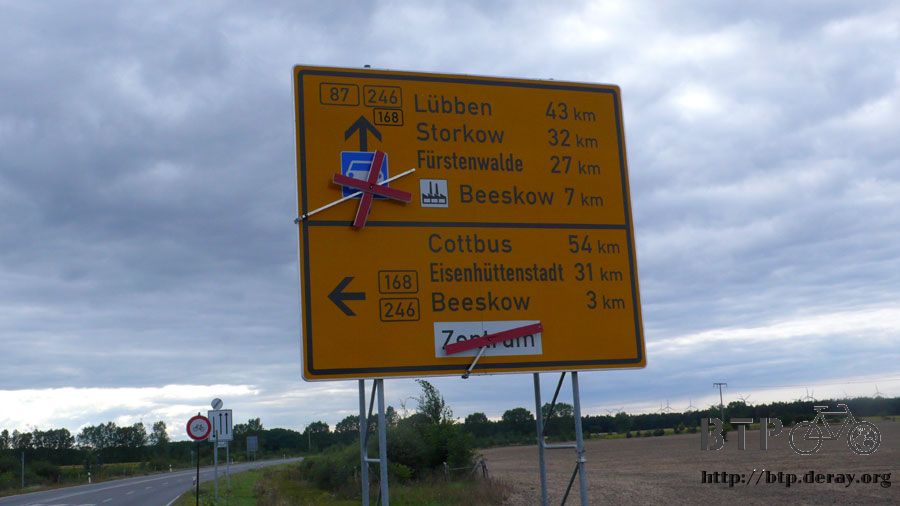 87 246
168
Lübben 43 km
Storkow 32 km
Fürstenwalde 27 km
Beeskow 7 km
Cottbus 54 km
168 Eisenhüttenstadt 31 km
246 Beeskow 3 km
Zentrum
BTP
http://btp.deray.org